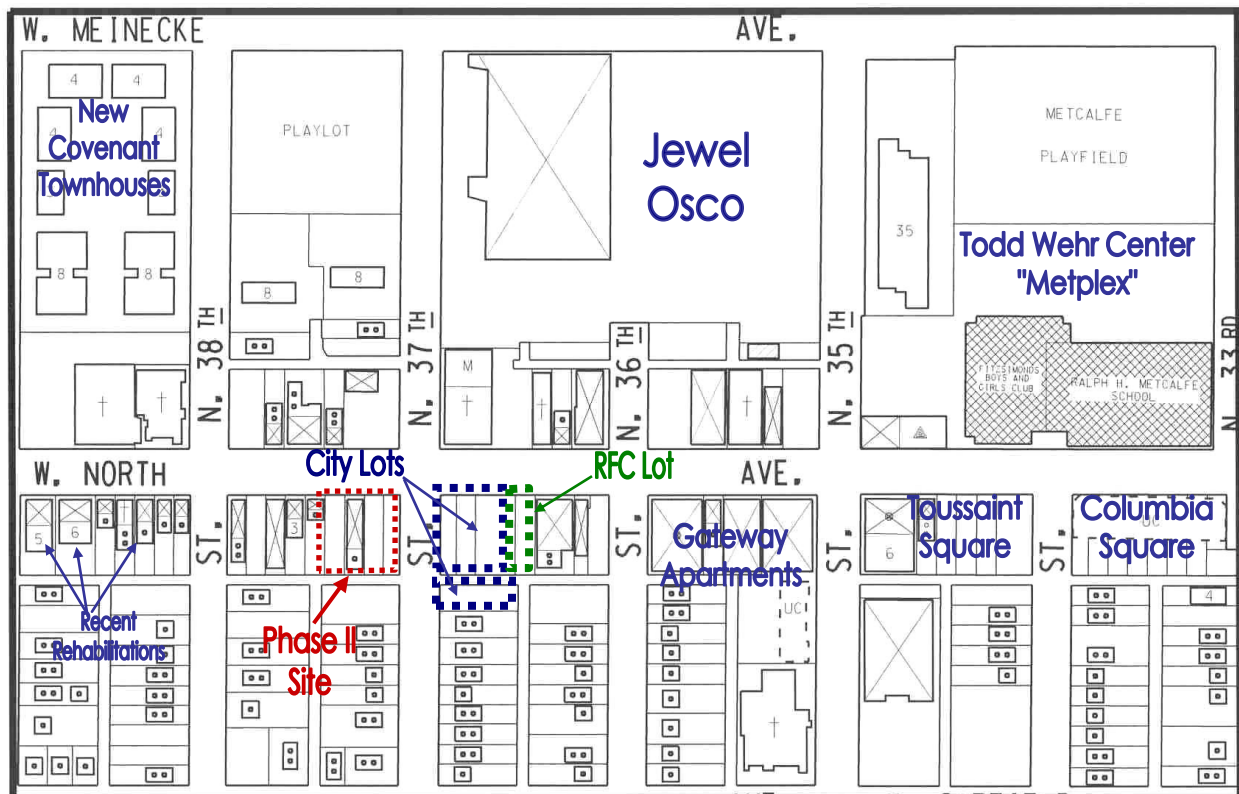 W. MEINECKE
AVE.
4
4
New
Covenant
Townhouses
4
4
8
8
PLAYLOT
8
8
Jewel
Osco
METCALFE
PLAYFIELD
35
Todd Wehr Center
"Metplex"
FITZSIMONDS
BOYS AND
GIRLS CLUB
RALPH H. METCALFE
SCHOOL
N. 38 TH
N. 37 TH
N. 36 TH
N. 35 TH
N. 33 RD
M
W. NORTH
City Lots
RFC Lot
AVE.
5
6
3
ST.
ST.
ST.
ST.
ST.
Gateway
Apartments
6
Toussaint
Square
UC
Columbia
Square
UC
4
Recent
Rehabilitations
Phase II
Site